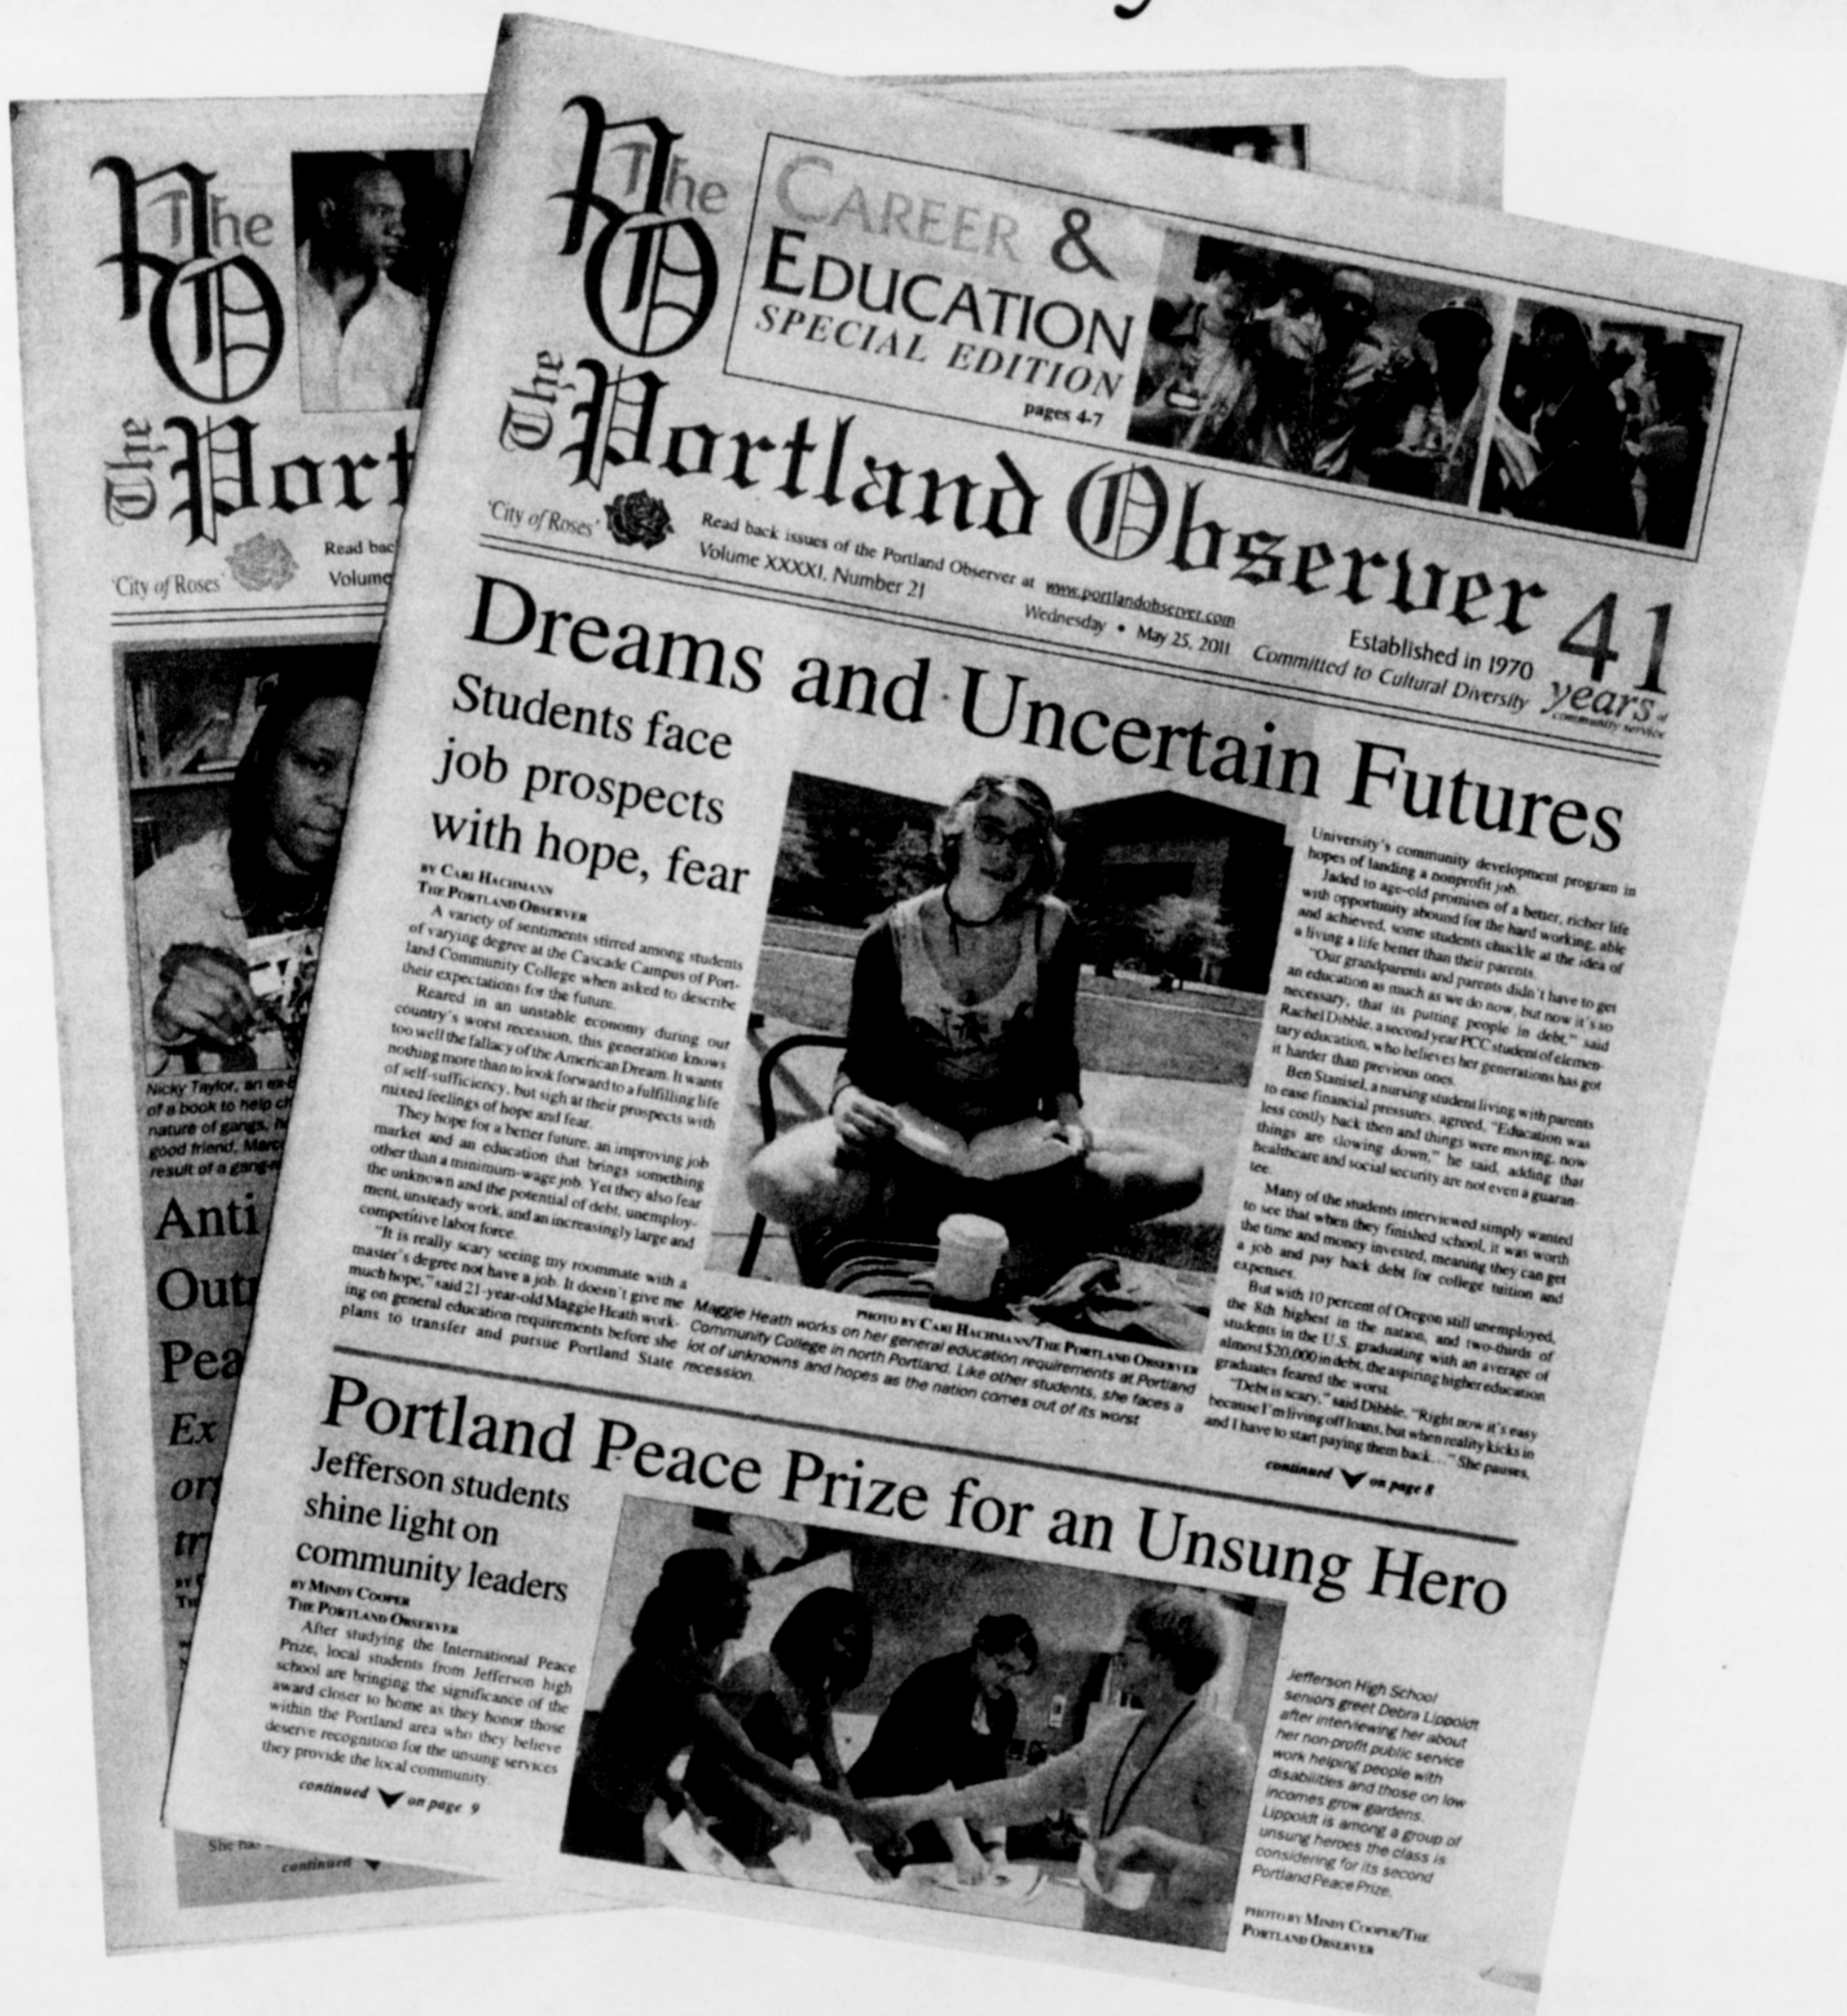 The
PO
CAREER &
EDUCATION
SPECIAL EDITION
pages 4-7
The Portland Observer
'City of Roses'
Read back issues of the Portland Observer at www.portlandobserver.com
Volume XXXXI, Number 21
Wednesday • May 25, 2011
Established in 1970
Committed to Cultural Diversity
41
years of
community service
Dreams and Uncertain Futures
Students face
job prospects
with hope, fear
BY CARI HACHMANN
THE PORTLAND OBSERVER
A variety of sentiments stirred among students
of varying degree at the Cascade Campus of Port-
land Community College when asked to describe
their expectations for the future.
Reared in an unstable economy during our
country's worst recession, this generation knows
too well the fallacy of the American Dream. It wants
nothing more than to look forward to a fulfilling life
of self-sufficiency, but sigh at their prospects with
mixed feelings of hope and fear.
They hope for a better future, an improving job
market and an education that brings something
other than a minimum-wage job. Yet they also fear
the unknown and the potential of debt, unemploy-
ment, unsteady work, and an increasingly large and
competitive labor force.
"It is really scary seeing my roommate with a
master's degree not have a job. It doesn't give me
much hope," said 21-year-old Maggie Heath work-
ing on general education requirements before she
plans to transfer and pursue Portland State
PHOTO BY CARI HACHMANN/THE PORTLAND OBSERVER
Maggie Heath works on her general education requirements at Portland
Community College in north Portland. Like other students, she faces a
lot of unknowns and hopes as the nation comes out of its worst
recession.
University's community development program in
hopes of landing a nonprofit job.
Jaded to age-old promises of a better, richer life
with opportunity abound for the hard working, able
and achieved, some students chuckle at the idea of
a living a life better than their parents.
"Our grandparents and parents didn't have to get
an education as much as we do now, but now it's so
necessary, that its putting people in debt," said
Rachel Dibble, a second year PCC student of elemen-
tary education, who believes her generations has got
it harder than previous ones.
Ben Stanisel, a nursing student living with parents
to ease financial pressures, agreed, "Education was
less costly back then and things were moving, now
things are slowing down," he said, adding that
healthcare and social security are not even a guaran-
tee.
Many of the students interviewed simply wanted
to see that when they finished school, it was worth
the time and money invested, meaning they can get
a job and pay back debt for college tuition and
expenses.
But with 10 percent of Oregon still unemployed,
the 8th highest in the nation, and two-thirds of
students in the U.S. graduating with an average of
almost $20,000 in debt, the aspiring higher education
graduates feared the worst.
"Debt is scary," said Dibble, "Right now it's easy
because I'm living off loans, but when reality kicks in
and I have to start paying them back..." She pauses,
continued on page 8
Portland Peace Prize for an Unsung Hero
Jefferson students
shine light on
community leaders
BY MINDY COOPER
THE PORTLAND OBSERVER
After studying the International Peace
Prize, local students from Jefferson high
school are bringing the significance of the
award closer to home as they honor those
within the Portland area who they believe
deserve recognition for the unsung services
they provide the local community.
continued on page 9
Jefferson High School
seniors greet Debra Lippoldt
after interviewing her about
her non-profit public service
work helping people with
disabilities and those on low
incomes grow gardens.
Lippoldt is among a group of
unsung heroes the class is
considering for its second
Portland Peace Prize.
PHOTO BY MINDY COOPER/THE
PORTLAND OBSERVER
The
PO
The Port
'City of Roses'
Read bac
Volume
Nicky Taylor, an ex-
of a book to help ch
nature of gangs, h
good friend, Marc
result of a gang-
Anti
Out
Pea
Ex
or
tr
She has
continued